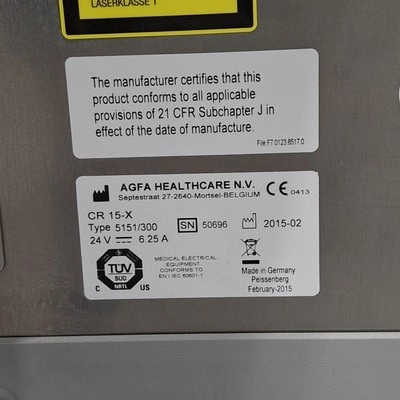 LASERKLASSE 1
The manufacturer certifies that this
product conforms to all applicable
provisions of 21 CFR Subchapter J in
effect of the date of manufacture.
File.F7.0123.8517.0
AGFA HEALTHCARE N.V.
Septestraat 27-2640-Mortsel-BELGIUM
CE 0413
CR 15-X
Type 5151/300
24 V 6.25 A
SN 50696
2015-02
TÜV
SÜD
NRTL
C US
MEDICAL ELECTRICAL
EQUIPMENT
CONFORMS TO
EN / IEC 60601-1
Made in Germany
Peissenberg
February-2015